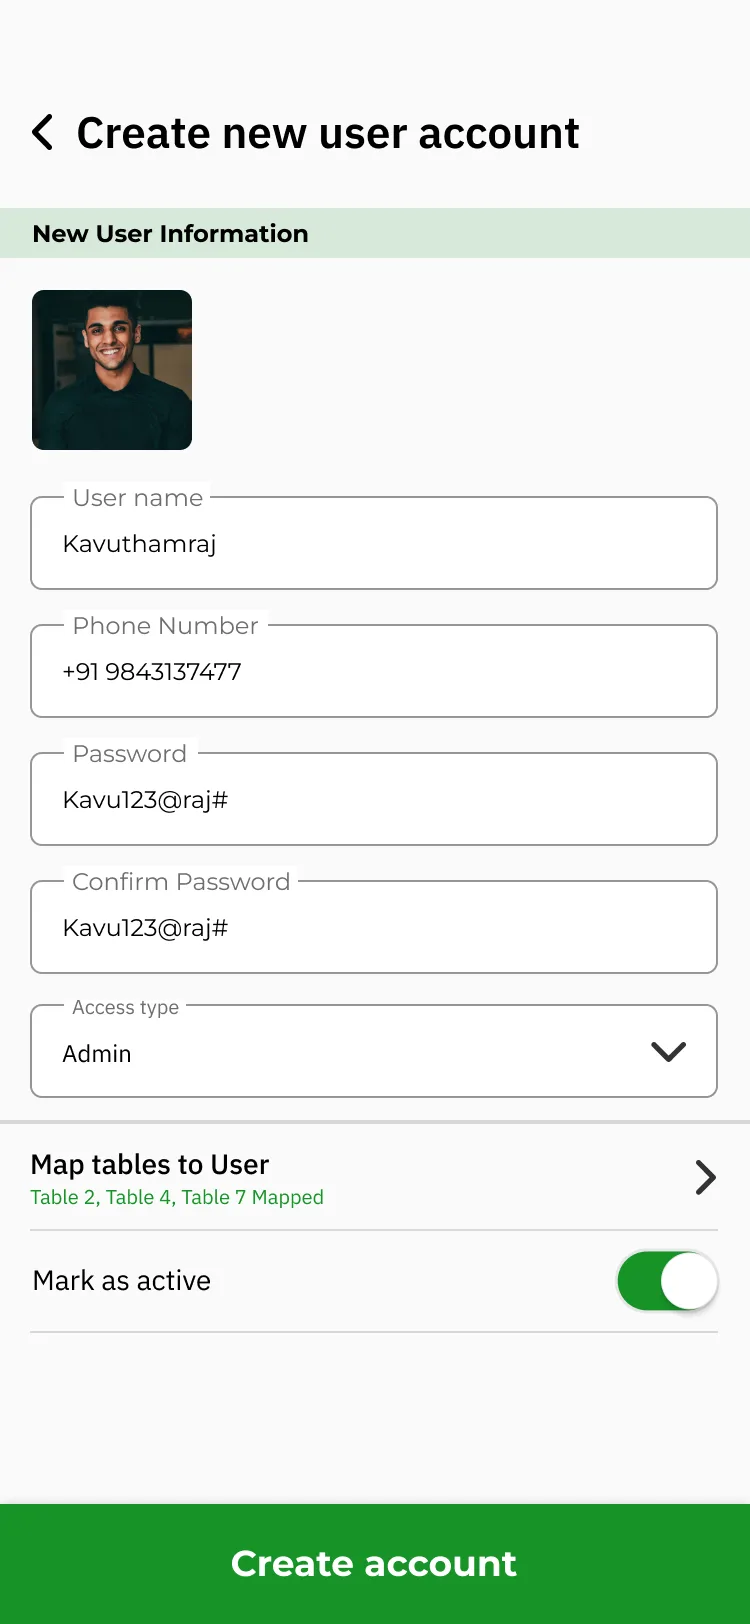 Create new user account
New User Information
User name
Kavuthamraj
Phone Number
+91 9843137477
Password
Kavu123@raj#
Confirm Password
Kavu123@raj#
Access type
Admin
Map tables to User
Table 2, Table 4, Table 7 Mapped
Mark as active
Create account